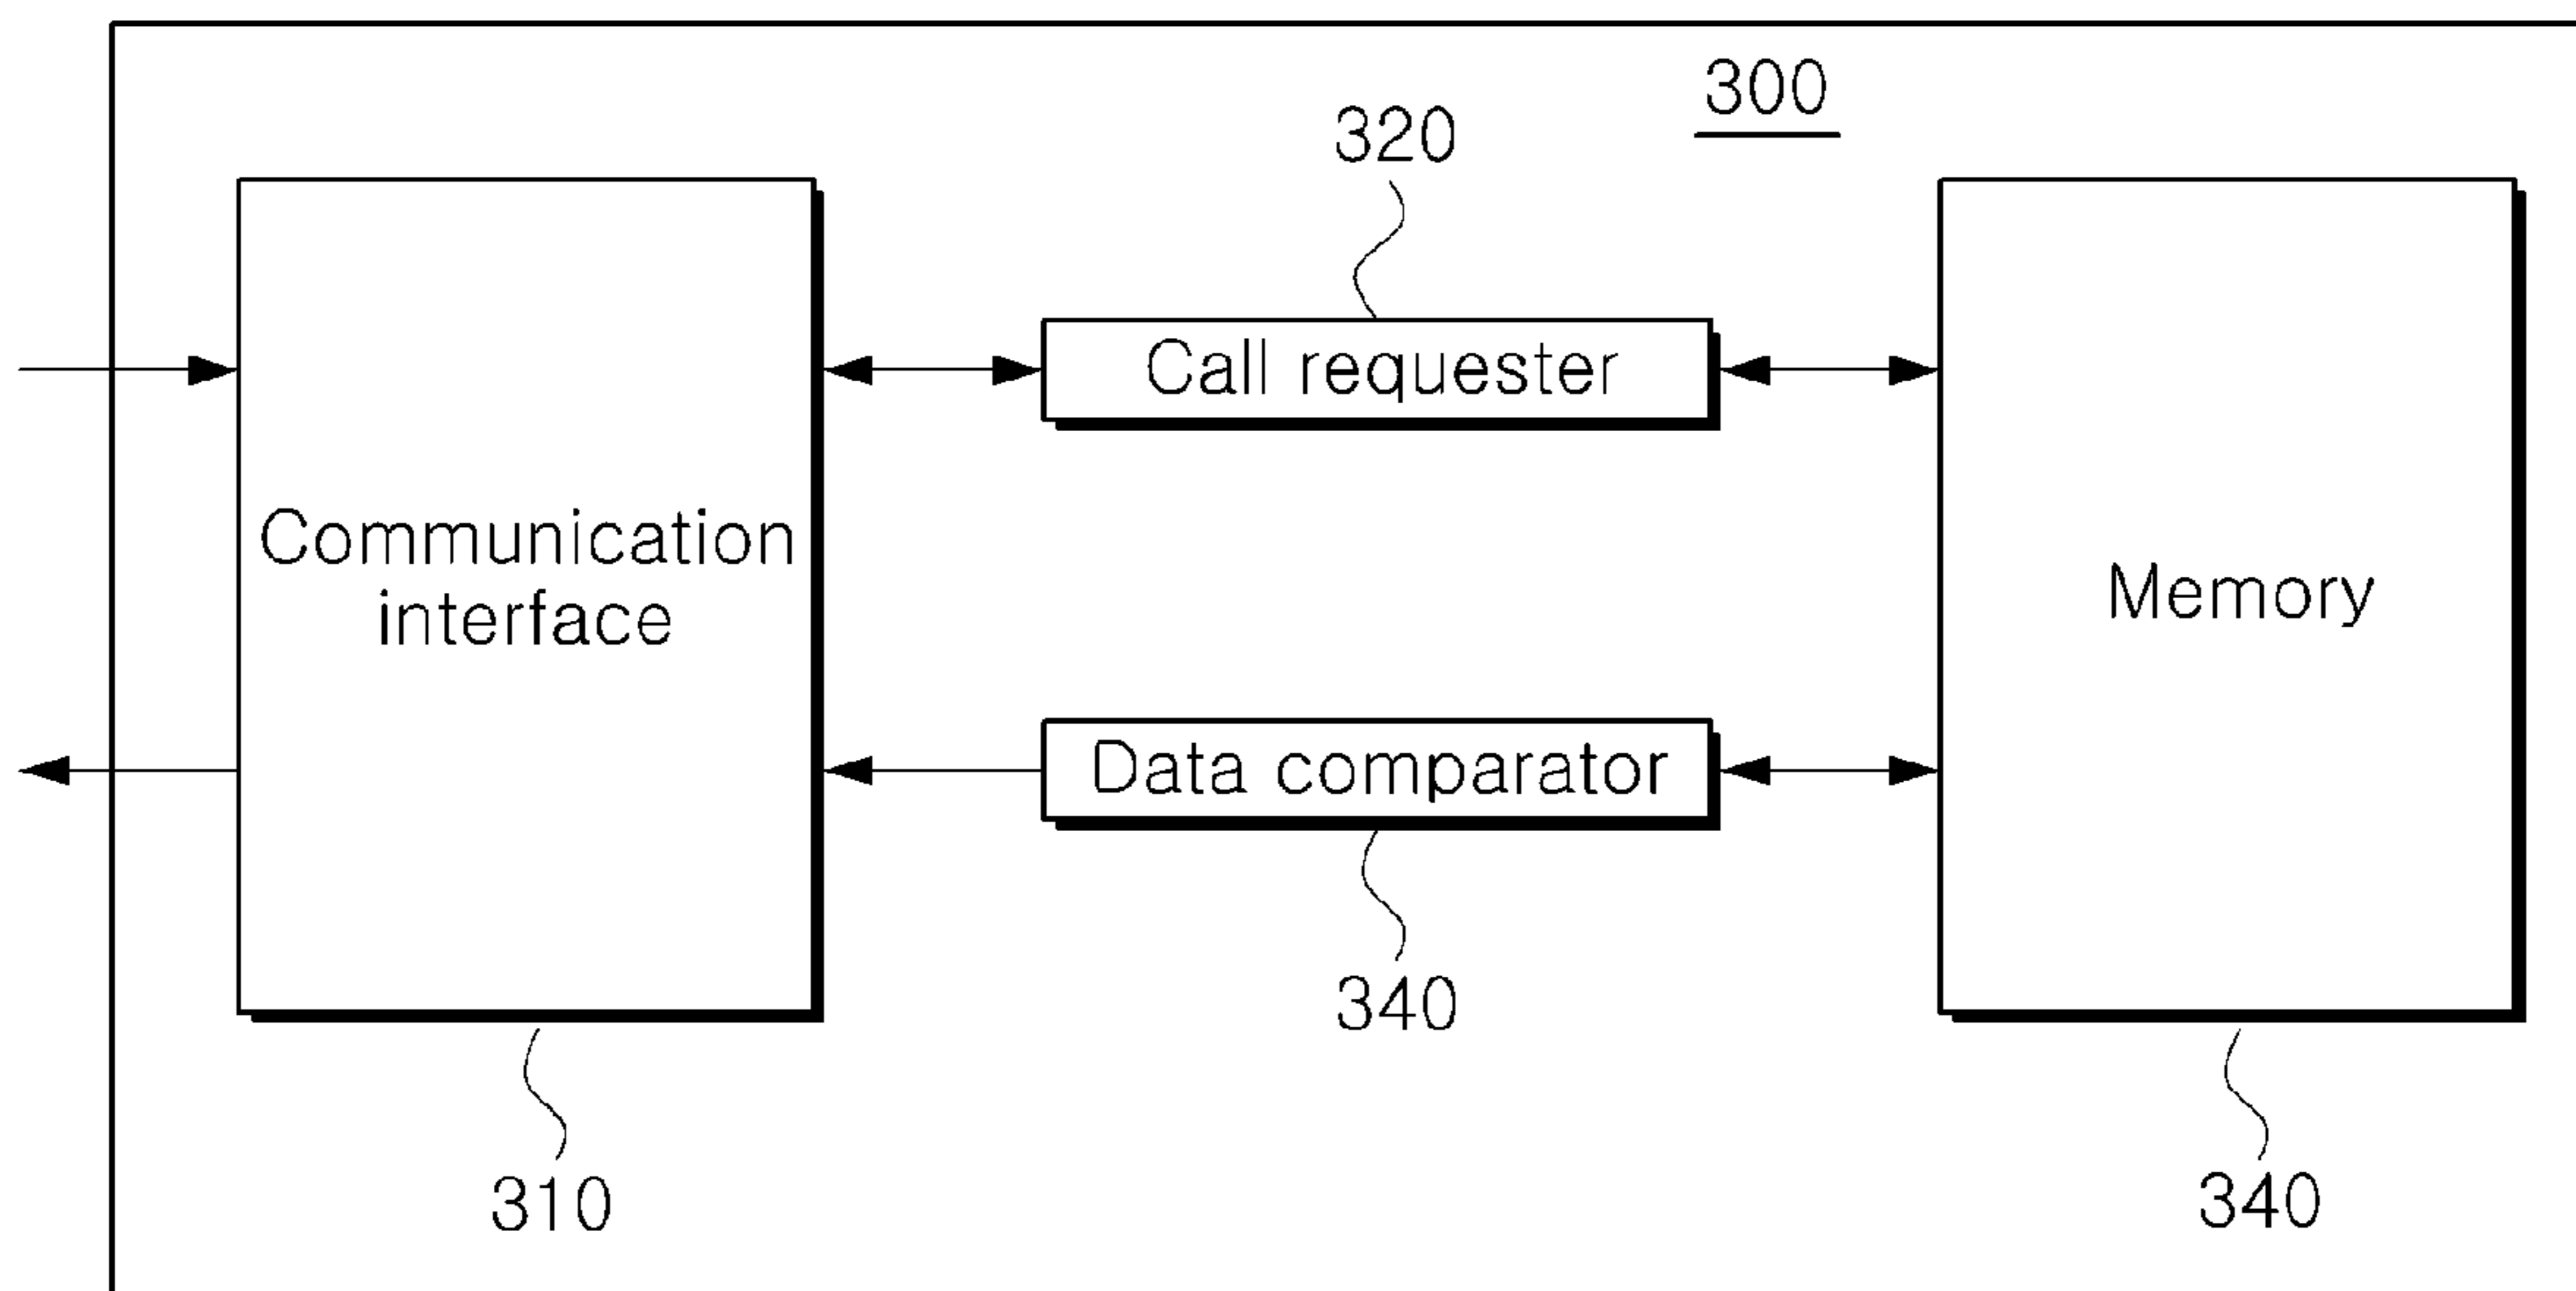 300
320
Call requester
Communication
interface
Memory
Data comparator
340
310
340